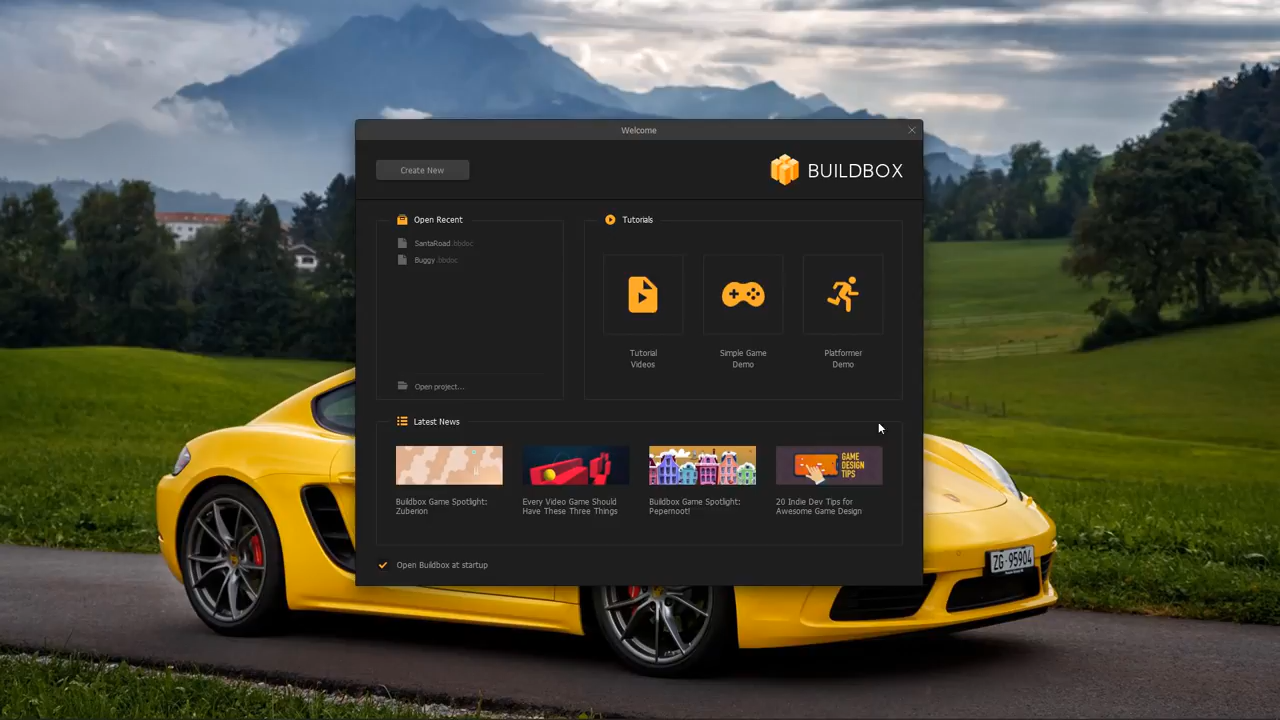 Welcome
Create New
BUILDBOX
Open Recent
SantaRoad.bbdoc
Buggy.bbdoc
Open project...
Tutorials
Tutorial
Videos
Simple Game
Demo
Platformer
Demo
Latest News
GAME
DESIGN
TIPS
Buildbox Game Spotlight:
Zuberion
Every Video Game Should
Have These Three Things
Buildbox Game Spotlight:
Pepernoot!
20 Indie Dev Tips for
Awesome Game Design
Open Buildbox at startup
ZG·95904